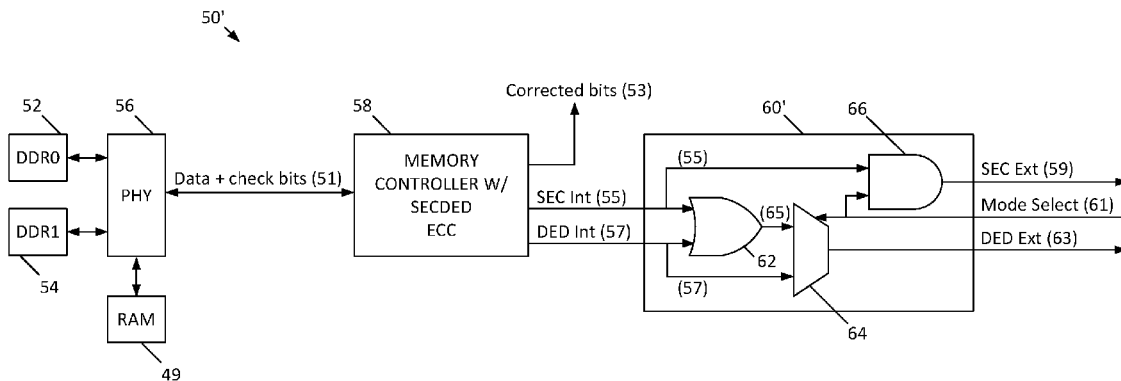 50'
52
56
58
Corrected bits (53)
60'
66
DDR0
PHY
Data + check bits (51)
MEMORY
CONTROLLER W/
SECDED
ECC
SEC Int (55)
DED Int (57)
(55)
(65)
62
(57)
64
SEC Ext (59)
Mode Select (61)
DED Ext (63)
DDR1
54
RAM
49